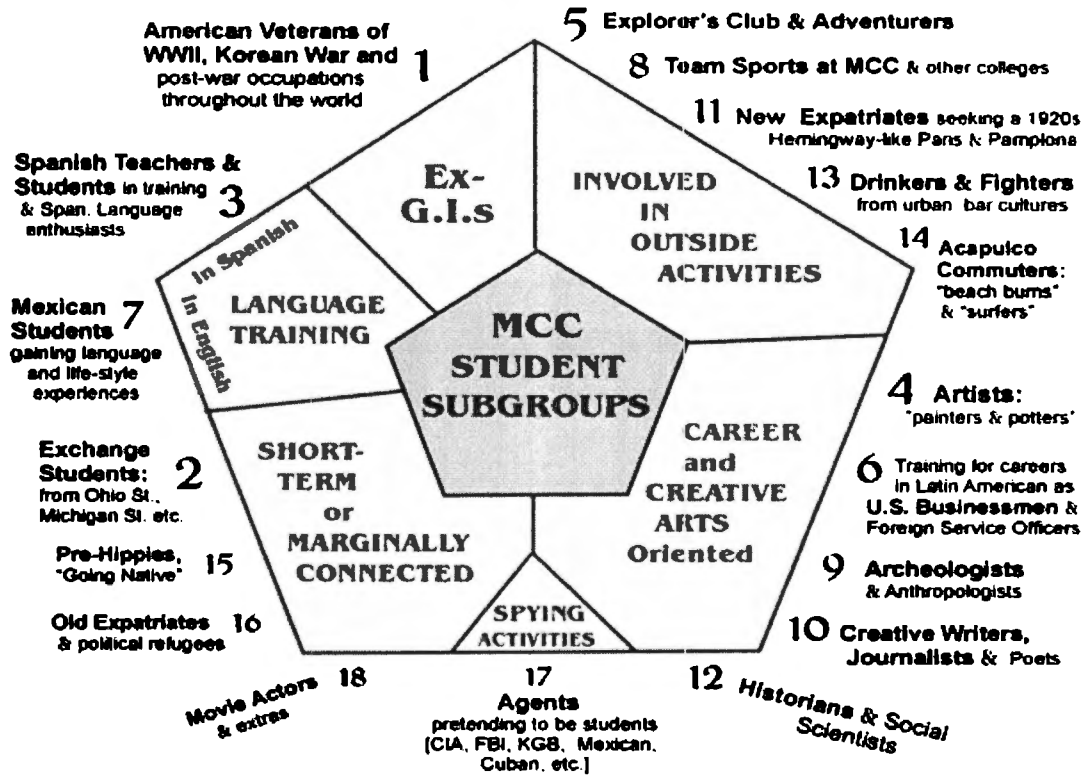 American Veterans of
WWII, Korean War and
post-war occupations
throughout the world
1
5 Explorer's Club & Adventurers
8 Team Sports at MCC & other colleges
11 New Expatriates seeking a 1920s
Hemingway-like Paris & Pamplona
13 Drinkers & Fighters
from urban bar cultures
14 Acapulco
Commuters:
"beach bums"
& "surfers"
4 Artists:
"painters & potters"
6 Training for careers
in Latin American as
U.S. Businessmen &
Foreign Service Officers
9 Archeologists
& Anthropologists
10 Creative Writers,
Journalists & Poets
12 Historians & Social
Scientists
17
Agents
pretending to be students
[CIA, FBI, KGB, Mexican,
Cuban, etc.]
Movie Actors 18
& extras
Old Expatriates 16
& political refugees
Pre-Hippies, 15
"Going Native"
Exchange
Students: 2
from Ohio St.,
Michigan St. etc.
Mexican 7
Students
gaining language
and life-style
experiences
Spanish Teachers &
Students in training 3
& Span. Language
enthusiasts
Ex-
G.I.s
INVOLVED
IN
OUTSIDE
ACTIVITIES
In Spanish
In English
LANGUAGE
TRAINING
MCC
STUDENT
SUBGROUPS
SHORT-
TERM
or
MARGINALLY
CONNECTED
CAREER
and
CREATIVE
ARTS
Oriented
SPYING
ACTIVITIES